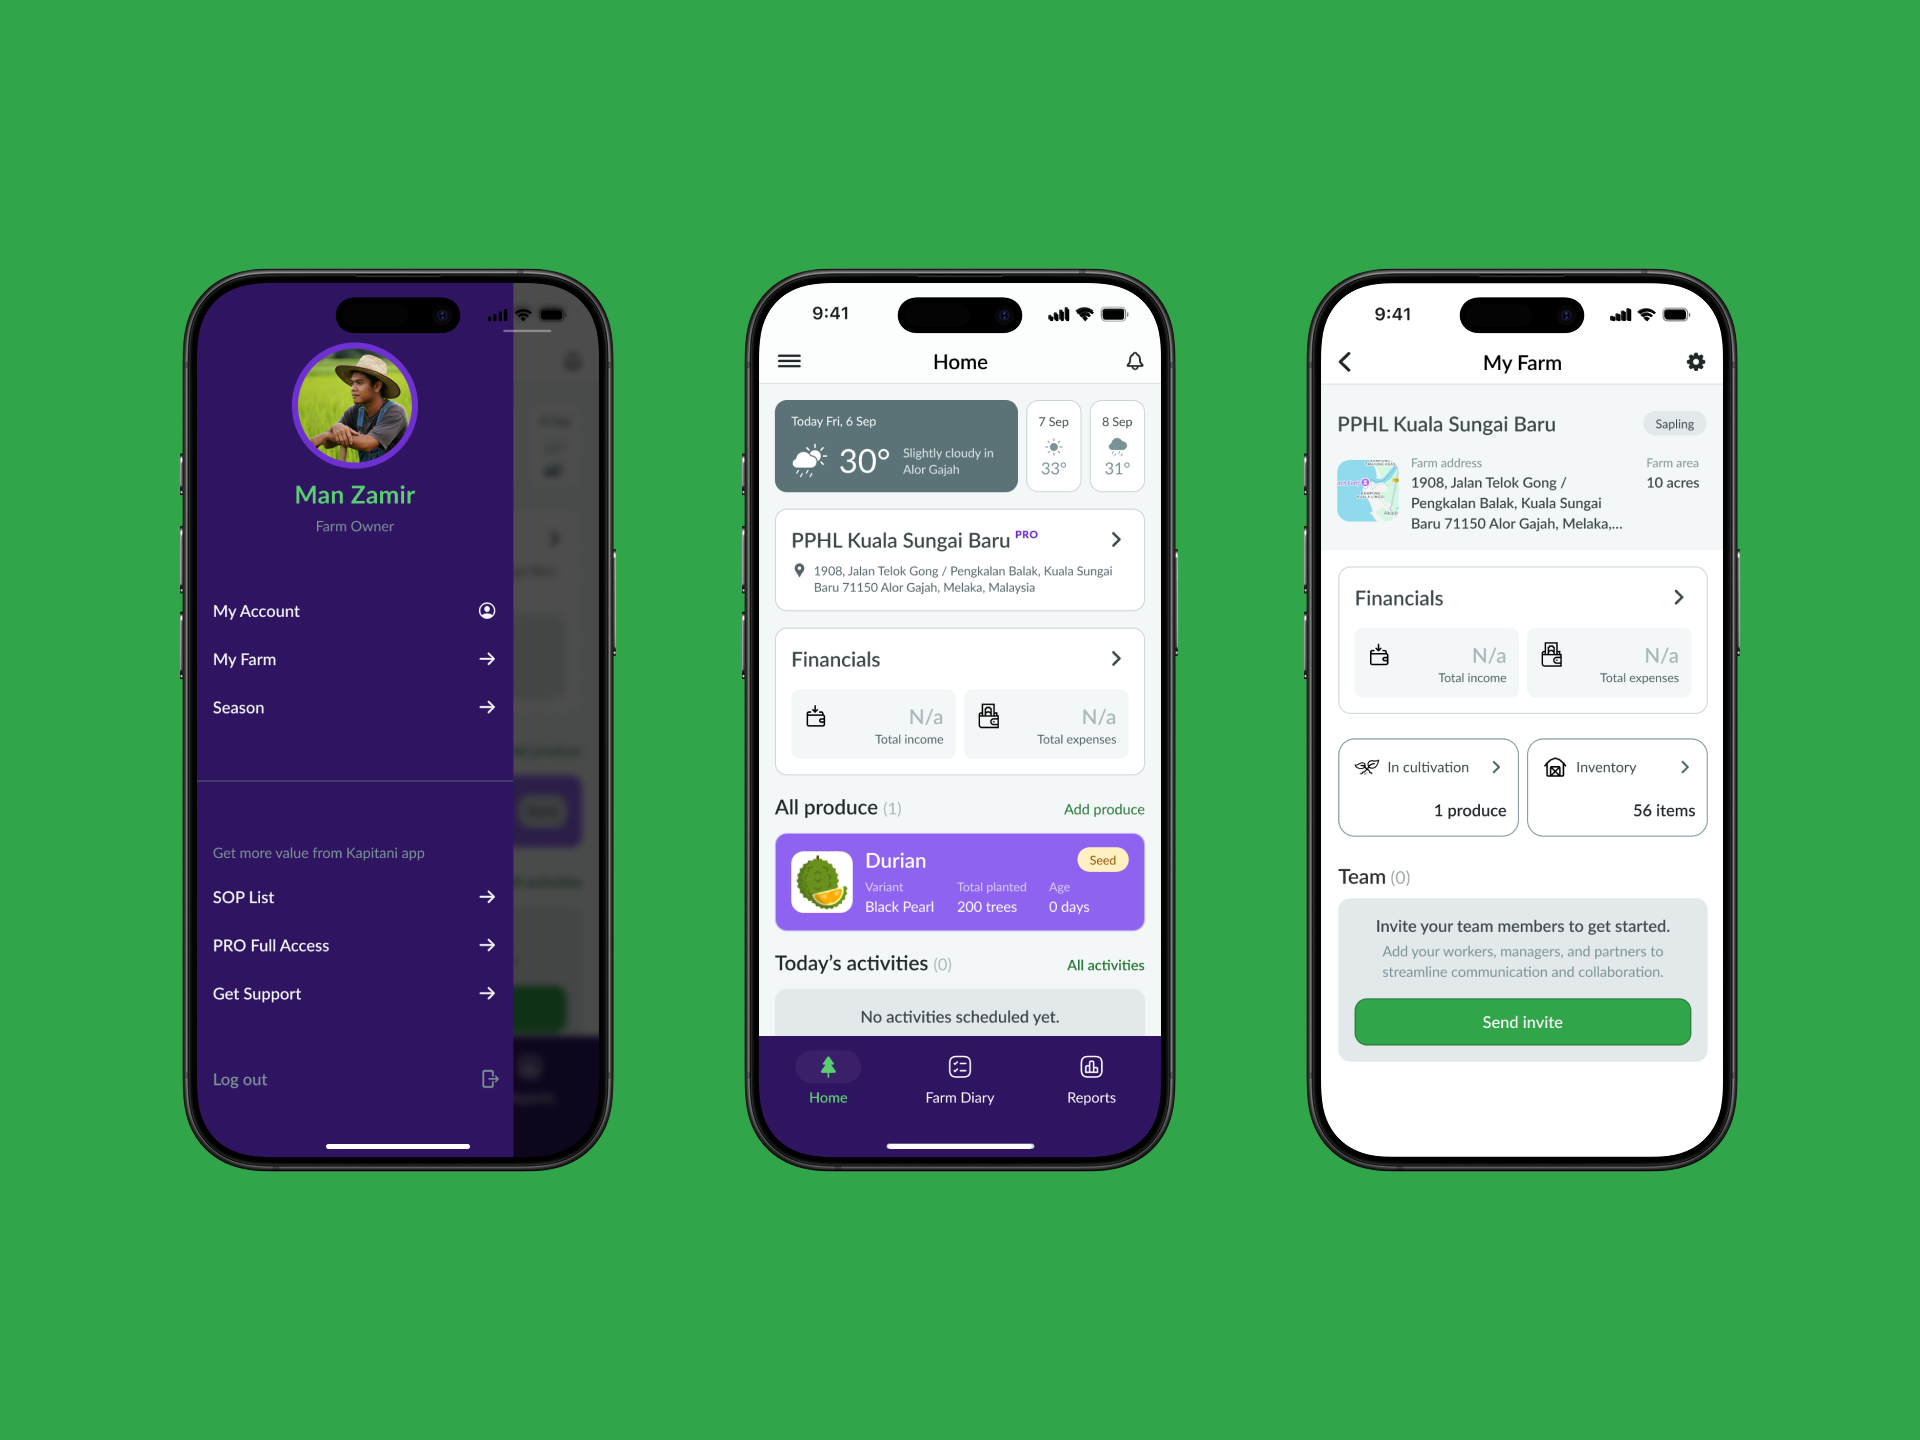 Man Zamir
Farm Owner
My Account
My Farm
Season
Get more value from Kapitani app
SOP List
PRO Full Access
Get Support
Log out
9:41
Home
Today Fri, 6 Sep
30°
Slightly cloudy in
Alor Gajah
7 Sep
33°
8 Sep
31°
PPHL Kuala Sungai Baru PRO
1908, Jalan Telok Gong / Pengkalan Balak, Kuala Sungai
Baru 71150 Alor Gajah, Melaka, Malaysia
Financials
N/a
Total income
N/a
Total expenses
All produce (1)
Add produce
Durian
Seed
Variant
Black Pearl
Total planted
200 trees
Age
0 days
Today’s activities (0)
All activities
No activities scheduled yet.
Home
Farm Diary
Reports
9:41
My Farm
PPHL Kuala Sungai Baru
Sapling
Farm address
1908, Jalan Telok Gong /
Pengkalan Balak, Kuala Sungai
Baru 71150 Alor Gajah, Melaka,...
Farm area
10 acres
Financials
N/a
Total income
N/a
Total expenses
In cultivation
1 produce
Inventory
56 items
Team (0)
Invite your team members to get started.
Add your workers, managers, and partners to
streamline communication and collaboration.
Send invite